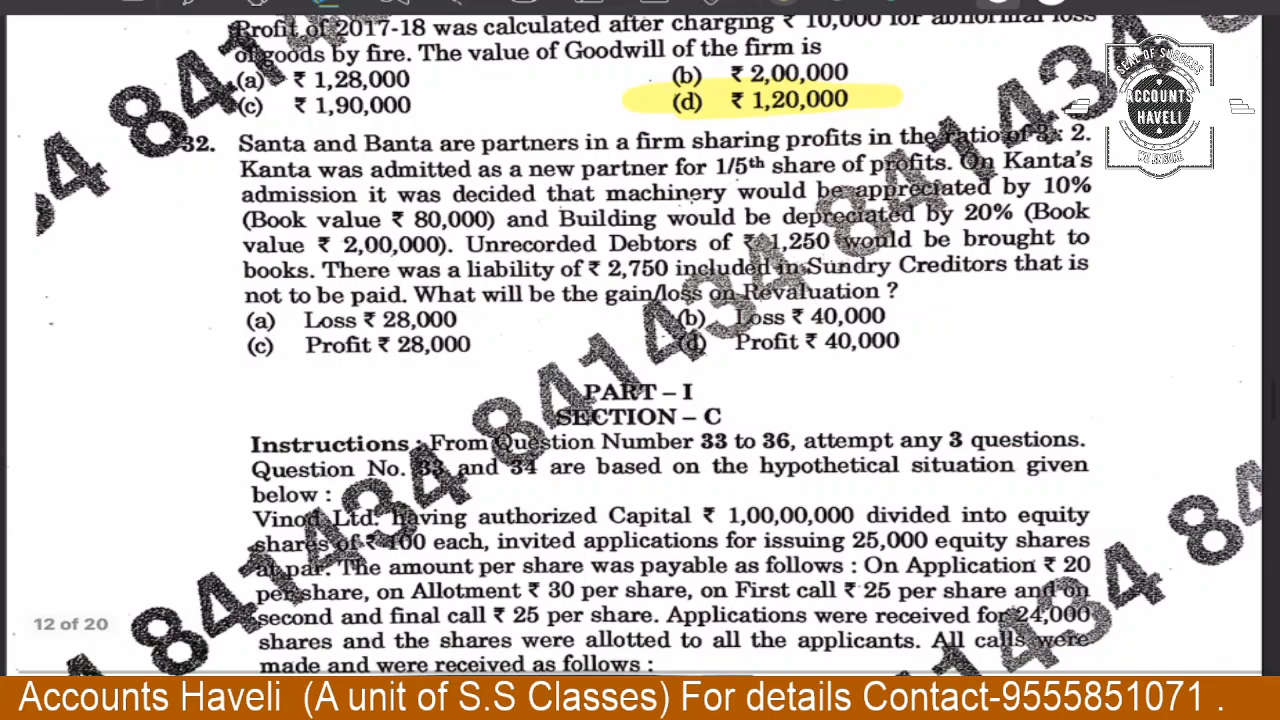 Profit of 2017-18 was calculated after charging ₹ 10,000 for abnormal loss
of goods by fire. The value of Goodwill of the firm is
(a) ₹ 1,28,000 (b) ₹ 2,00,000
(c) ₹ 1,90,000 (d) ₹ 1,20,000
32. Santa and Banta are partners in a firm sharing profits in the ratio of 3 : 2.
Kanta was admitted as a new partner for 1/5th share of profits. On Kanta's
admission it was decided that machinery would be appreciated by 10%
(Book value ₹ 80,000) and Building would be depreciated by 20% (Book
value ₹ 2,00,000). Unrecorded Debtors of ₹ 1,250 would be brought to
books. There was a liability of ₹ 2,750 included in Sundry Creditors that is
not to be paid. What will be the gain/loss on Revaluation ?
(a) Loss ₹ 28,000 (b) Loss ₹ 40,000
(c) Profit ₹ 28,000 (d) Profit ₹ 40,000
PART – I
SECTION – C
Instructions : From Question Number 33 to 36, attempt any 3 questions.
Question No. 33 and 34 are based on the hypothetical situation given
below :
Vinod Ltd. having authorized Capital ₹ 1,00,00,000 divided into equity
shares of ₹ 100 each, invited applications for issuing 25,000 equity shares
at par. The amount per share was payable as follows : On Application ₹ 20
per share, on Allotment ₹ 30 per share, on First call ₹ 25 per share and on
second and final call ₹ 25 per share. Applications were received for 24,000
shares and the shares were allotted to all the applicants. All calls were
made and were received as follows :
12 of 20
SEAL OF SUCCESS
ACCOUNTS
HAVELI
WE ENSURE
Accounts Haveli (A unit of S.S Classes) For details Contact-9555851071 .